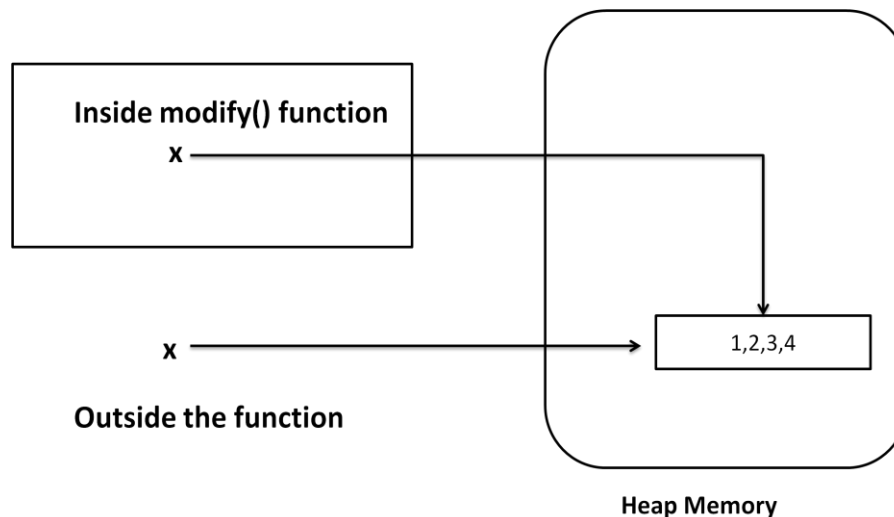 Inside modify() function
x
1,2,3,4
x
Outside the function
Heap Memory